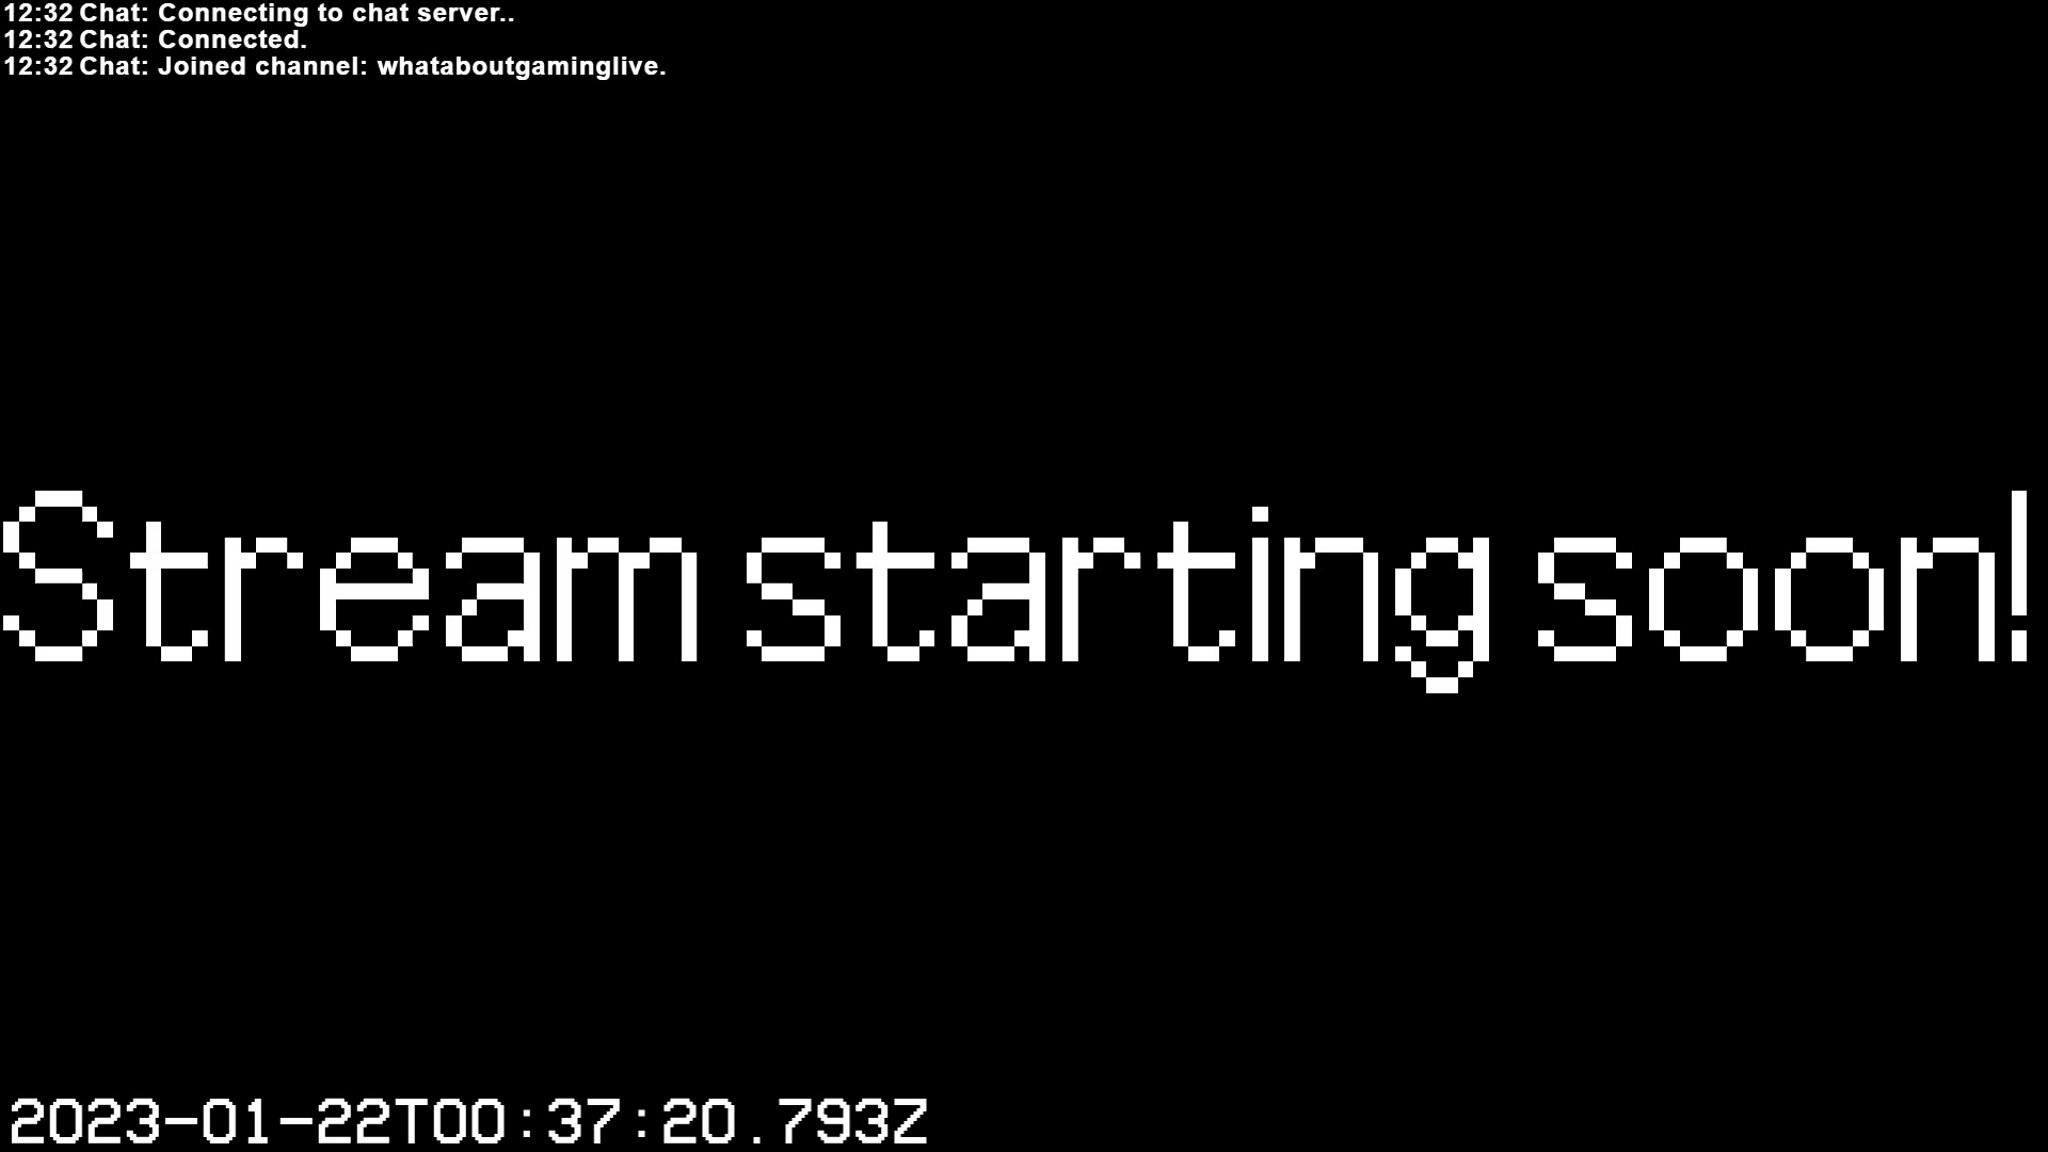 12:32 Chat: Connecting to chat server..
12:32 Chat: Connected.
12:32 Chat: Joined channel: whataboutgaminglive.
Stream starting soon!
2023-01-22T00:37:20.793Z